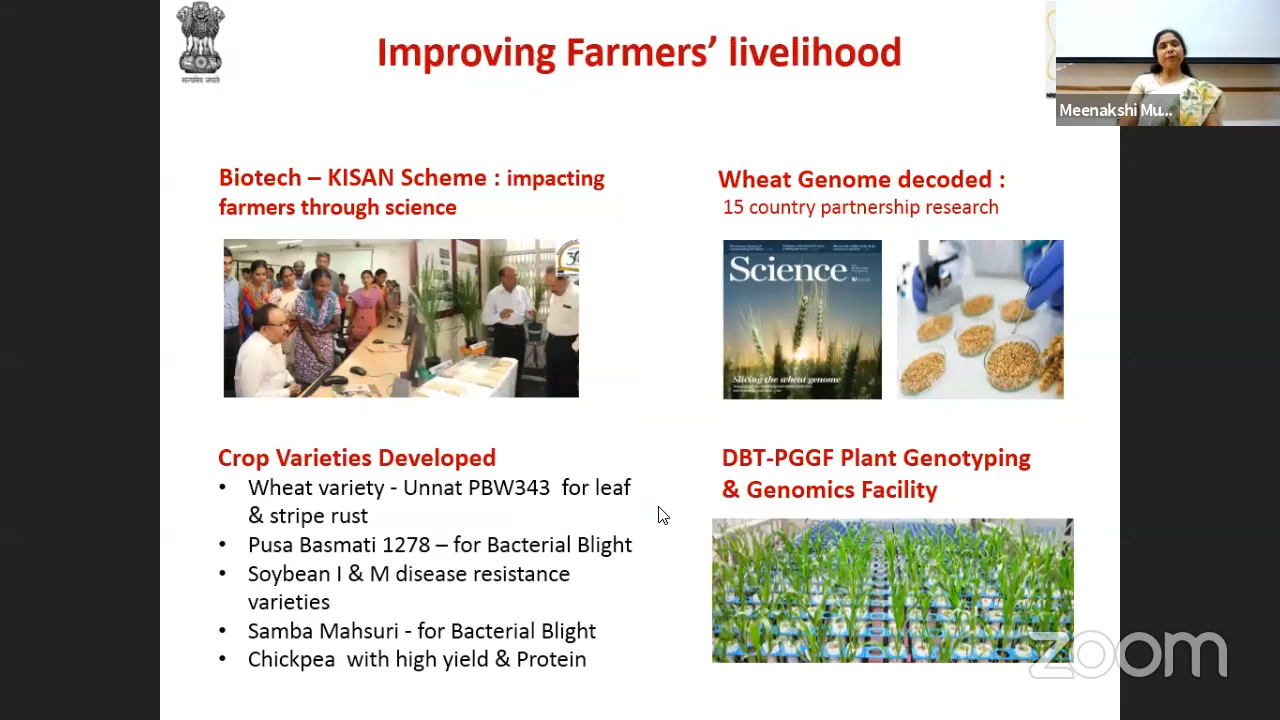 Improving Farmers' livelihood
सत्यमेव जयते
Meenakshi Mu...
Biotech – KISAN Scheme : impacting
farmers through science
Wheat Genome decoded :
15 country partnership research
Science
Slicing the wheat genome
Crop Varieties Developed
• Wheat variety - Unnat PBW343 for leaf
& stripe rust
• Pusa Basmati 1278 – for Bacterial Blight
• Soybean I & M disease resistance
varieties
• Samba Mahsuri - for Bacterial Blight
• Chickpea with high yield & Protein
DBT-PGGF Plant Genotyping
& Genomics Facility
zoom